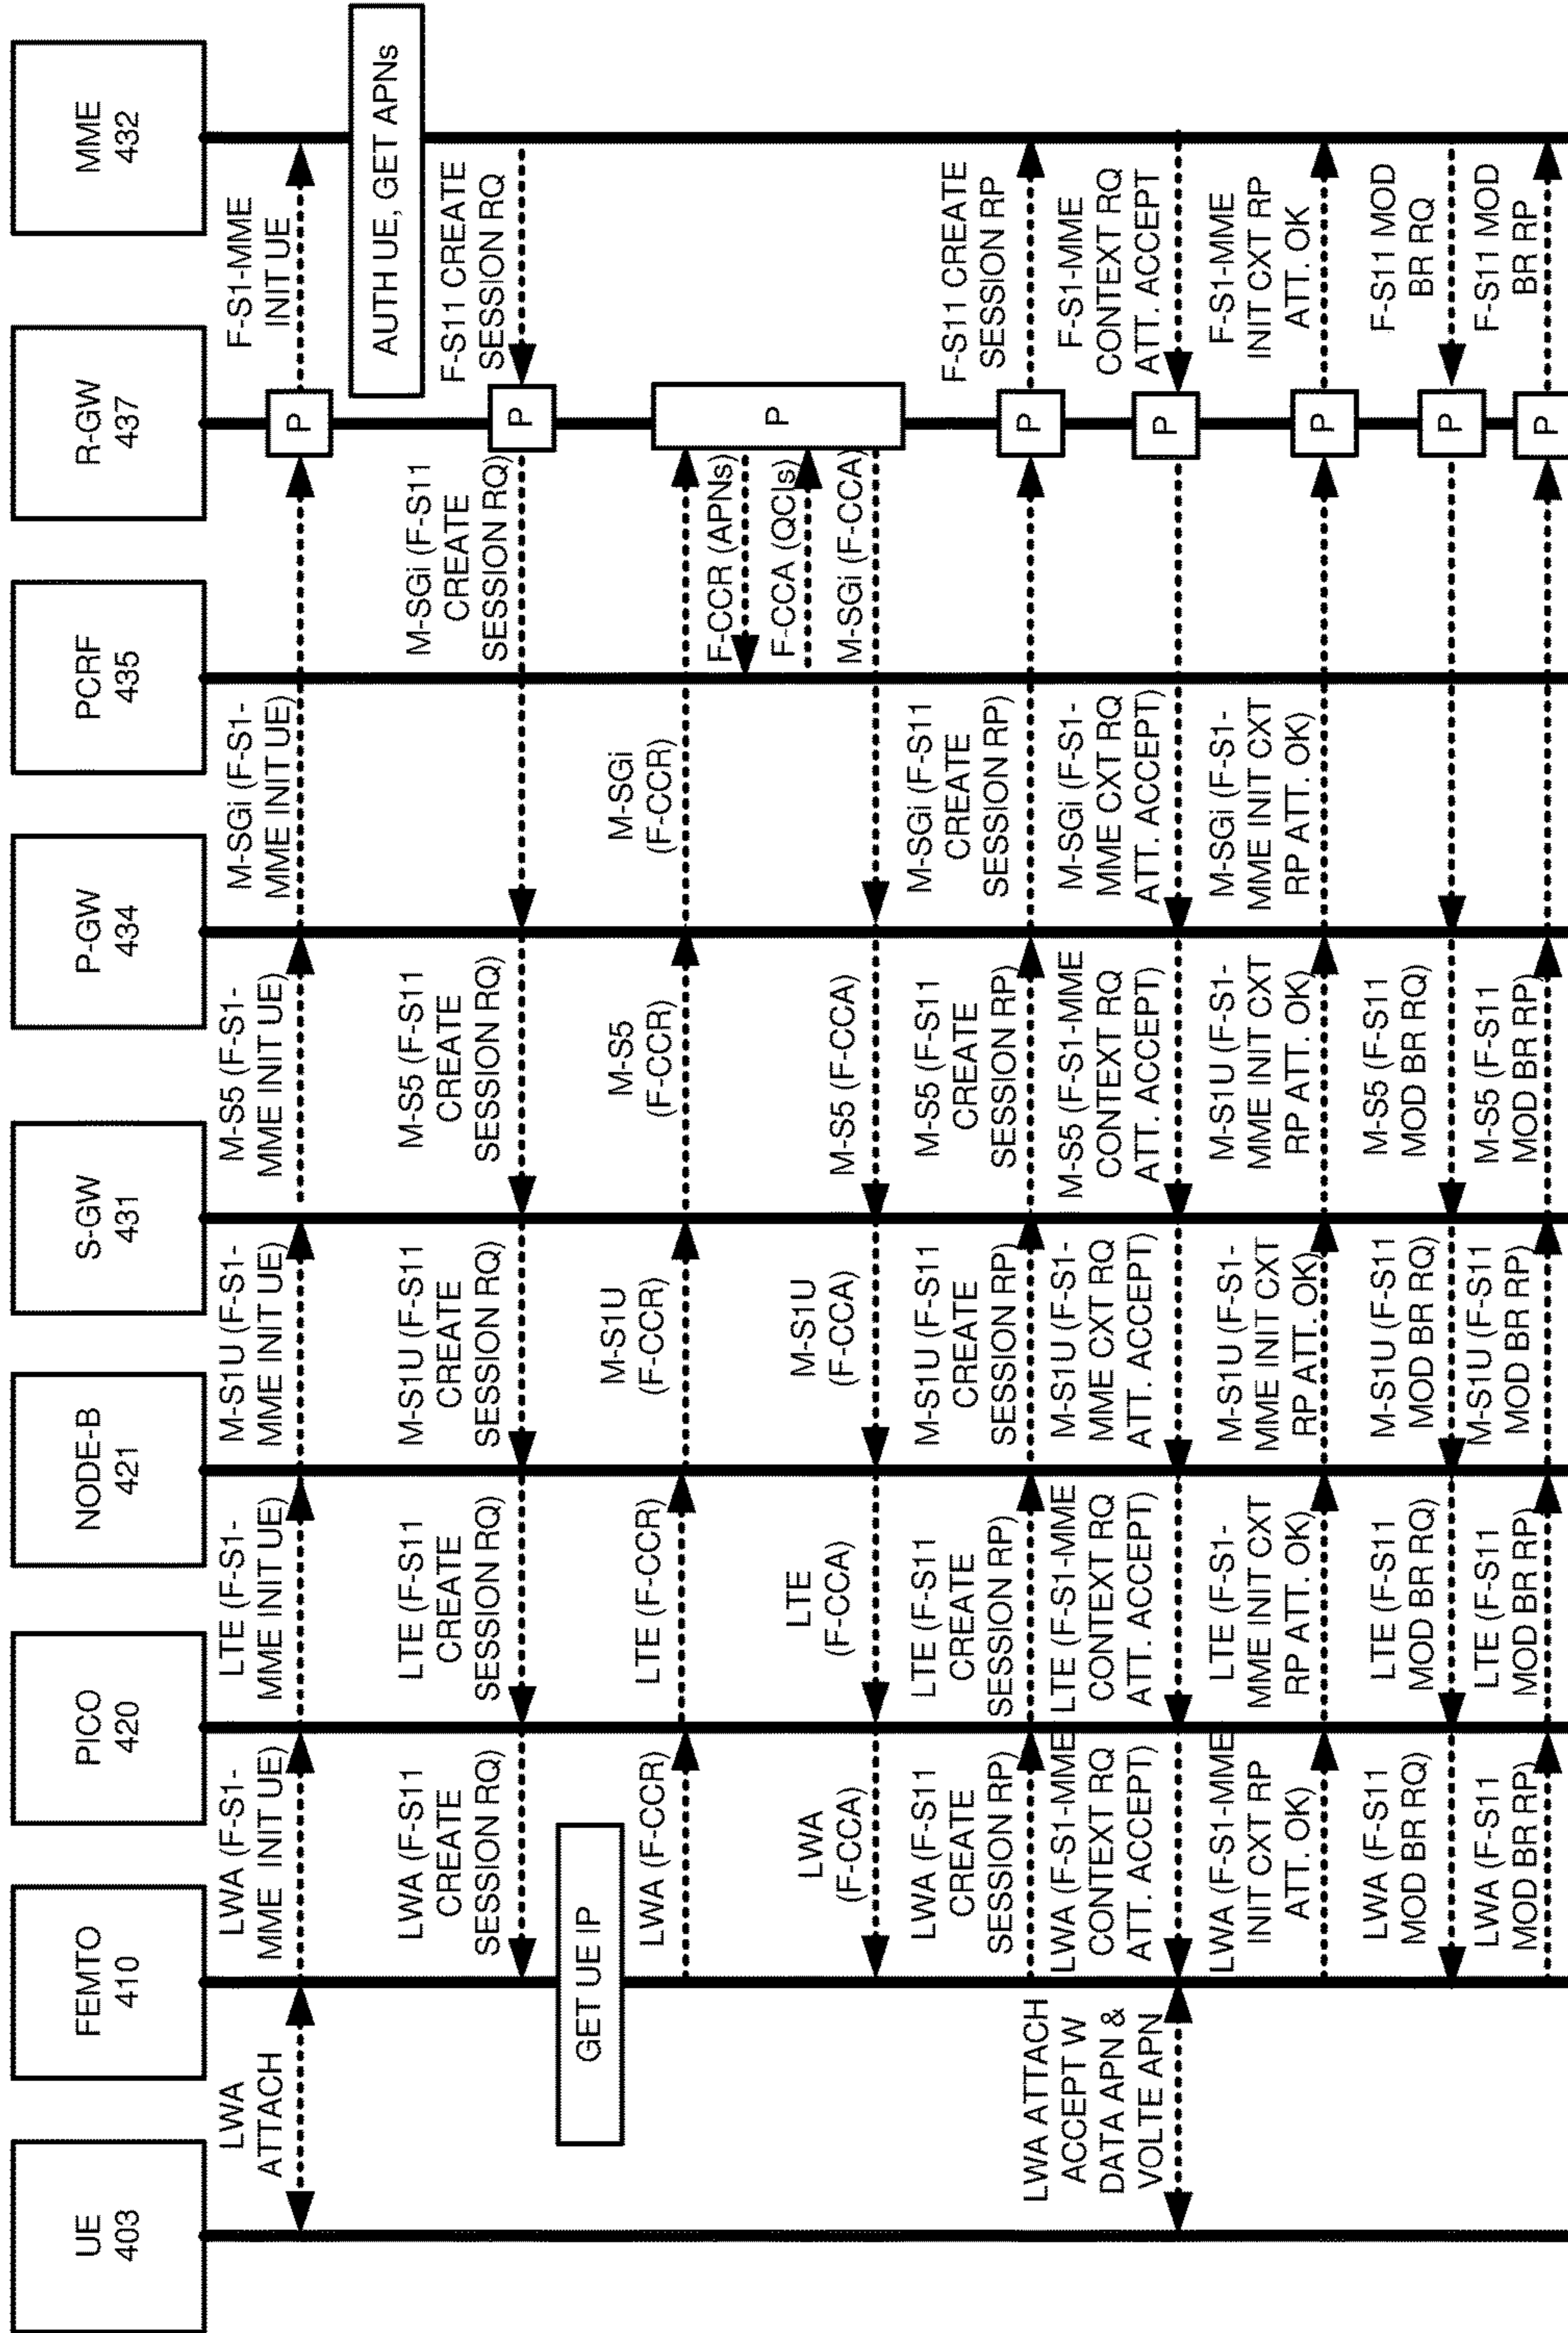 UE
403
FEMTO
410
PICO
420
NODE-B
421
S-GW
431
P-GW
434
PCRF
435
R-GW
437
MME
432
LWA
ATTACH
LWA (F-S1-
MME INIT UE)
LTE (F-S1-
MME INIT UE)
M-S1U (F-S1-
MME INIT UE)
M-S5 (F-S1-
MME INIT UE)
M-SGi (F-S1-
MME INIT UE)
P
F-S1-MME
INIT UE
AUTH UE, GET APNs
LWA (F-S11
CREATE
SESSION RQ)
LTE (F-S11
CREATE
SESSION RQ)
M-S1U (F-S11
CREATE
SESSION RQ)
M-S5 (F-S11
CREATE
SESSION RQ)
M-SGi (F-S11
CREATE
SESSION RQ)
P
F-S11 CREATE
SESSION RQ
GET UE IP
LWA (F-CCR)
LTE (F-CCR)
M-S1U
(F-CCR)
M-S5
(F-CCR)
M-SGi
(F-CCR)
P
F-CCR (APNs)
F-CCA (QCIs)
LWA
(F-CCA)
LTE
(F-CCA)
M-S1U
(F-CCA)
M-S5 (F-CCA)
M-SGi (F-CCA)
LWA (F-S11
CREATE
SESSION RP)
LTE (F-S11
CREATE
SESSION RP)
M-S1U (F-S11
CREATE
SESSION RP)
M-S5 (F-S11
CREATE
SESSION RP)
M-SGi (F-S11
CREATE
SESSION RP)
P
F-S11 CREATE
SESSION RP
LWA ATTACH
ACCEPT W
DATA APN &
VOLTE APN
LWA (F-S1-MME
CONTEXT RQ
ATT. ACCEPT)
LTE (F-S1-MME
CONTEXT RQ
ATT. ACCEPT)
M-S1U (F-S1-
MME CXT RQ
ATT. ACCEPT)
M-S5 (F-S1-MME
CONTEXT RQ
ATT. ACCEPT)
M-SGi (F-S1-
MME CXT RQ
ATT. ACCEPT)
P
F-S1-MME
CONTEXT RQ
ATT. ACCEPT
LWA (F-S1-MME
INIT CXT RP
ATT. OK)
LTE (F-S1-
MME INIT CXT
RP ATT. OK)
M-S1U (F-S1-
MME INIT CXT
RP ATT. OK)
M-S1U (F-S1-
MME INIT CXT
RP ATT. OK)
M-SGi (F-S1-
MME INIT CXT
RP ATT. OK)
P
F-S1-MME
INIT CXT RP
ATT. OK
LWA (F-S11
MOD BR RQ)
LTE (F-S11
MOD BR RQ)
M-S1U (F-S11
MOD BR RQ)
M-S5 (F-S11
MOD BR RQ)
P
F-S11 MOD
BR RQ
LWA (F-S11
MOD BR RP)
LTE (F-S11
MOD BR RP)
M-S1U (F-S11
MOD BR RP)
M-S5 (F-S11
MOD BR RP)
P
F-S11 MOD
BR RP